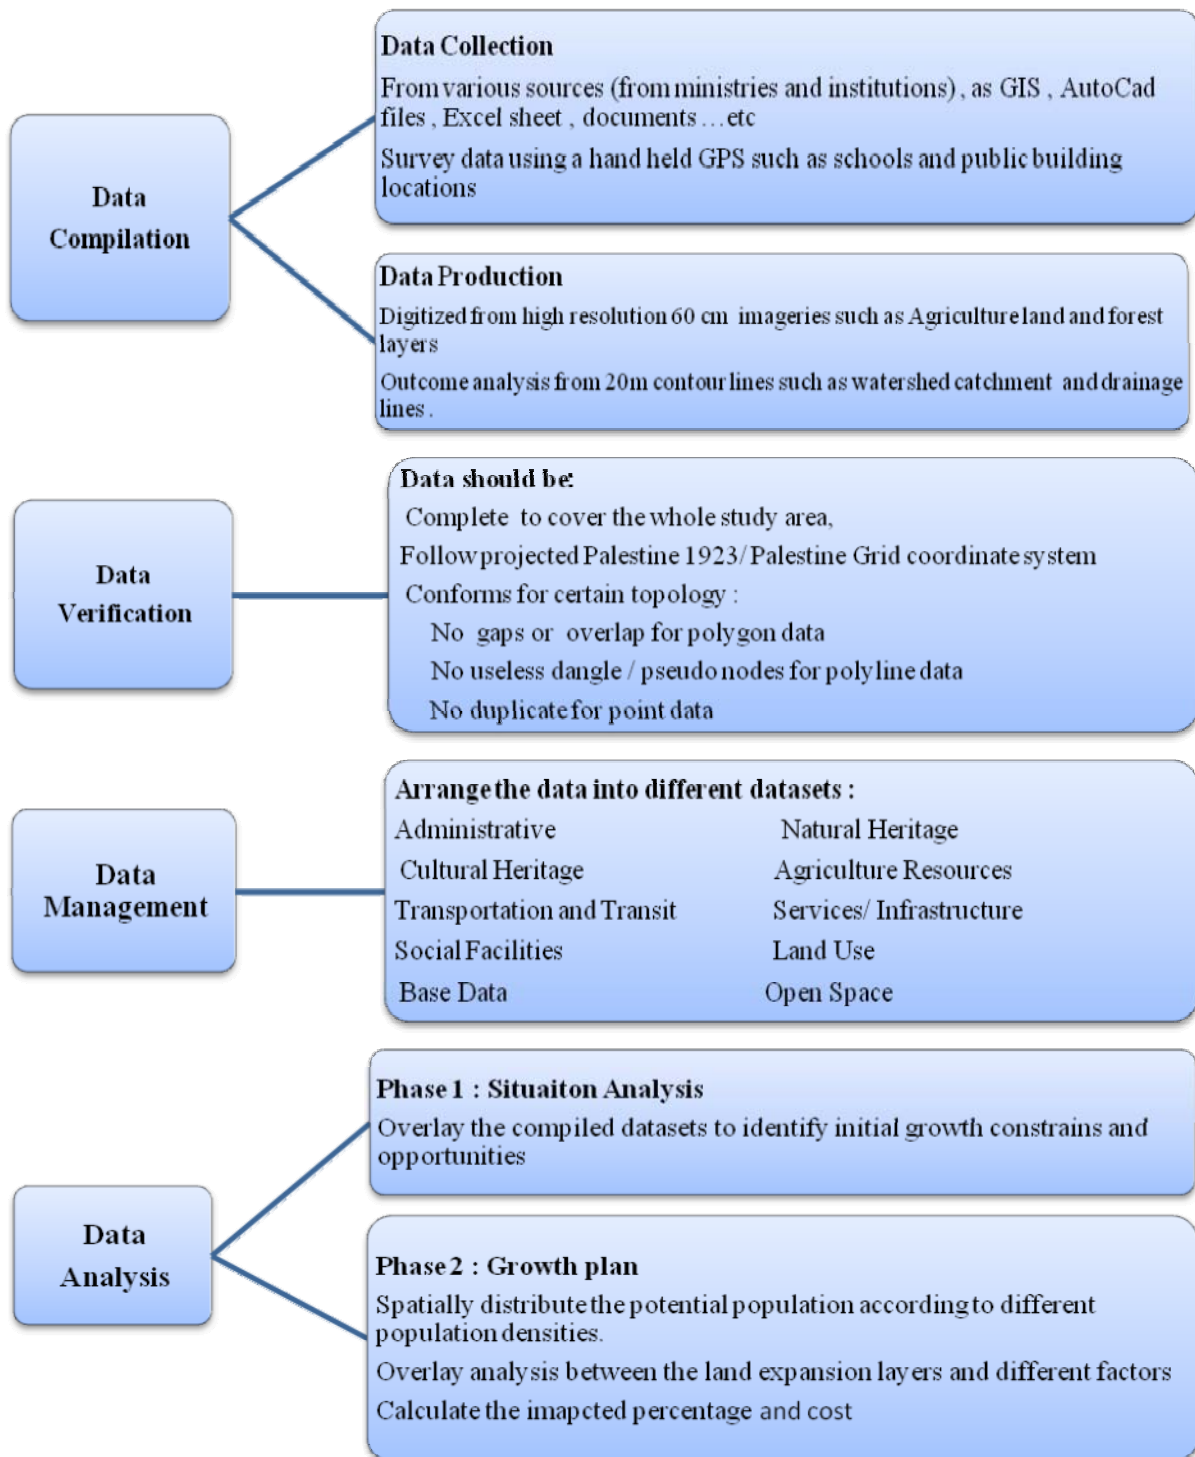 Data
Compilation
Data Collection
From various sources (from ministries and institutions) , as GIS , AutoCad
files , Excel sheet , documents ...etc
Survey data using a hand held GPS such as schools and public building
locations
Data Production
Digitized from high resolution 60 cm imageries such as Agriculture land and forest
layers
Outcome analysis from 20m contour lines such as watershed catchment and drainage
lines .
Data
Verification
Data should be:
Complete to cover the whole study area,
Follow projected Palestine 1923/ Palestine Grid coordinate system
Conforms for certain topology :
No gaps or overlap for polygon data
No useless dangle / pseudo nodes for polyline data
No duplicate for point data
Data
Management
Arrange the data into different datasets :
Administrative Natural Heritage
Cultural Heritage Agriculture Resources
Transportation and Transit Services/ Infrastructure
Social Facilities Land Use
Base Data Open Space
Data
Analysis
Phase 1 : Situaiton Analysis
Overlay the compiled datasets to identify initial growth constrains and
opportunities
Phase 2 : Growth plan
Spatially distribute the potential population according to different
population densities.
Overlay analysis between the land expansion layers and different factors
Calculate the imapcted percentage and cost